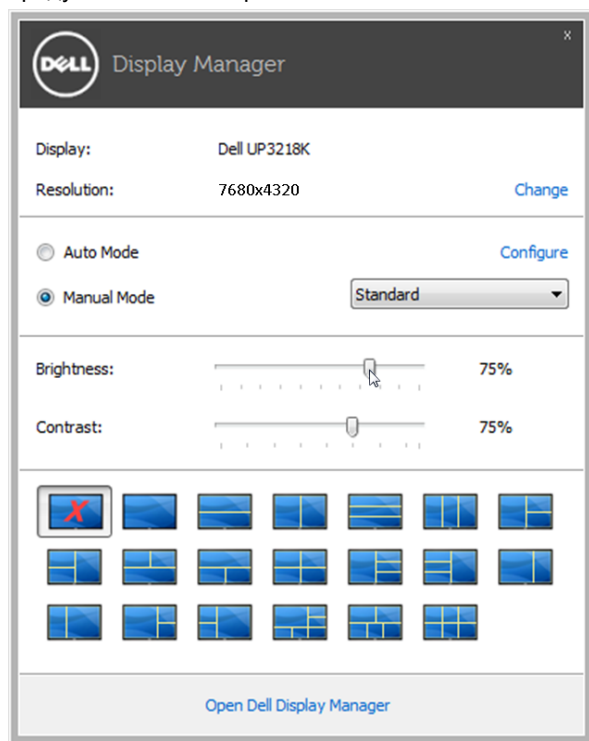 DELL
Display Manager
x
Display: Dell UP3218K
Resolution: 7680x4320 Change
Auto Mode Configure
Manual Mode Standard
Brightness: 75%
Contrast: 75%
Open Dell Display Manager